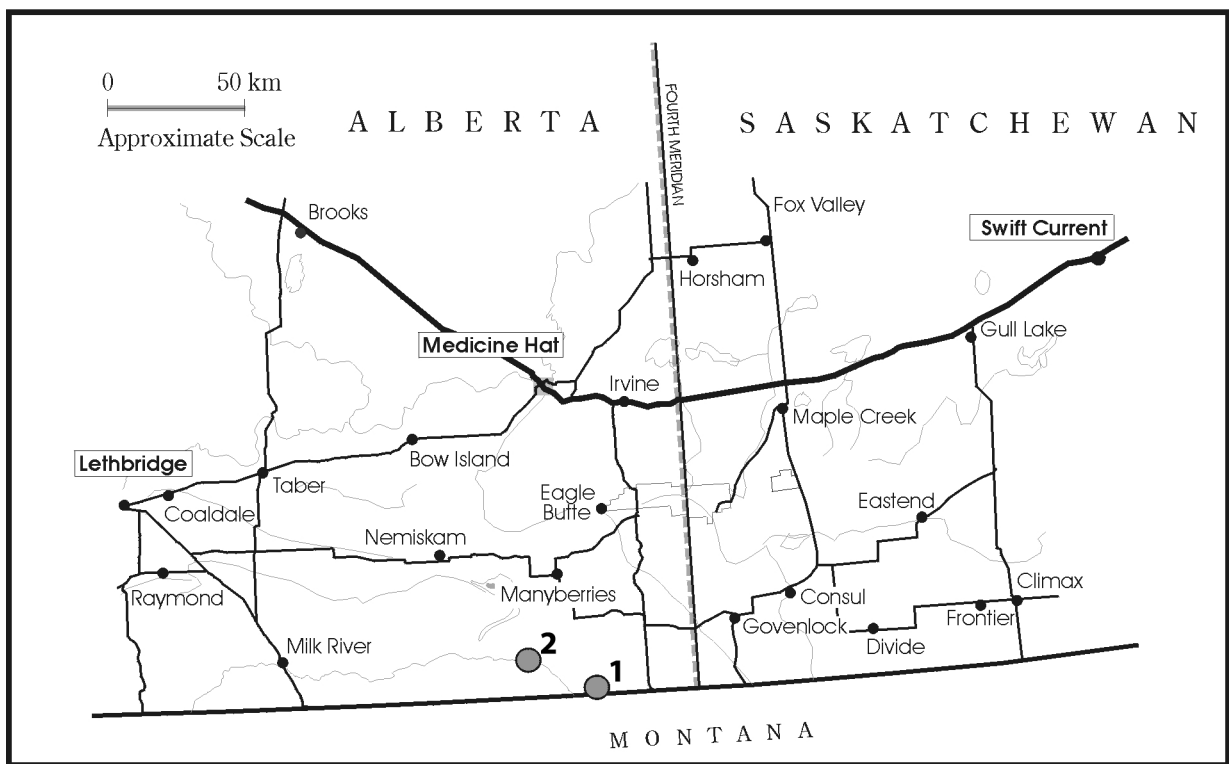 0 50 km
Approximate Scale
ALBERTA
SASKATCHEWAN
FOURTH MERIDIAN
Brooks
Fox Valley
Swift Current
Horsham
Gull Lake
Medicine Hat
Irvine
Maple Creek
Bow Island
Lethbridge
Taber
Coaldale
Eagle
Butte
Eastend
Nemiskam
Manyberries
Raymond
Consul
Climax
Govenlock
Frontier
Divide
Milk River
2
1
MONTANA